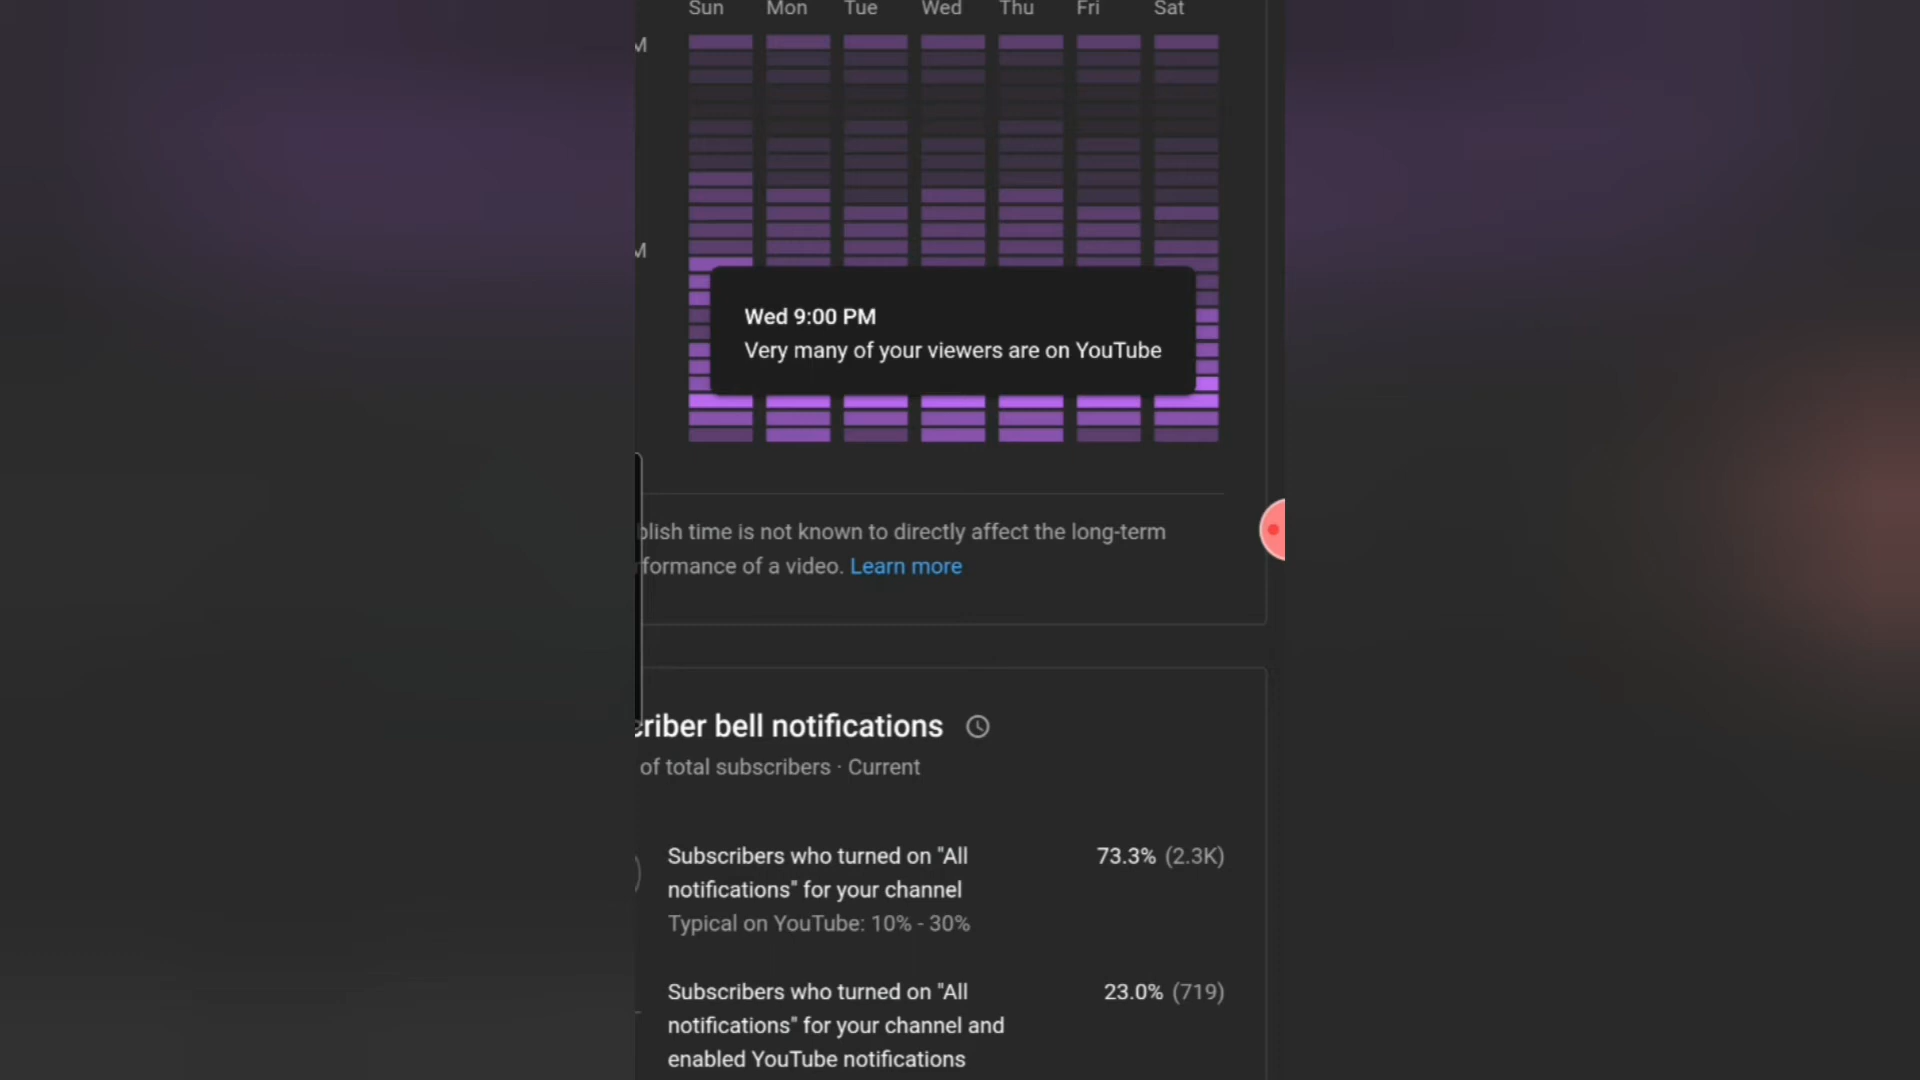 Sun Mon Tue Wed Thu Fri Sat
M
M
Wed 9:00 PM
Very many of your viewers are on YouTube
blish time is not known to directly affect the long-term
formance of a video. Learn more
criber bell notifications
of total subscribers · Current
Subscribers who turned on "All
notifications" for your channel
73.3% (2.3K)
Typical on YouTube: 10% - 30%
Subscribers who turned on "All
notifications" for your channel and
enabled YouTube notifications
23.0% (719)